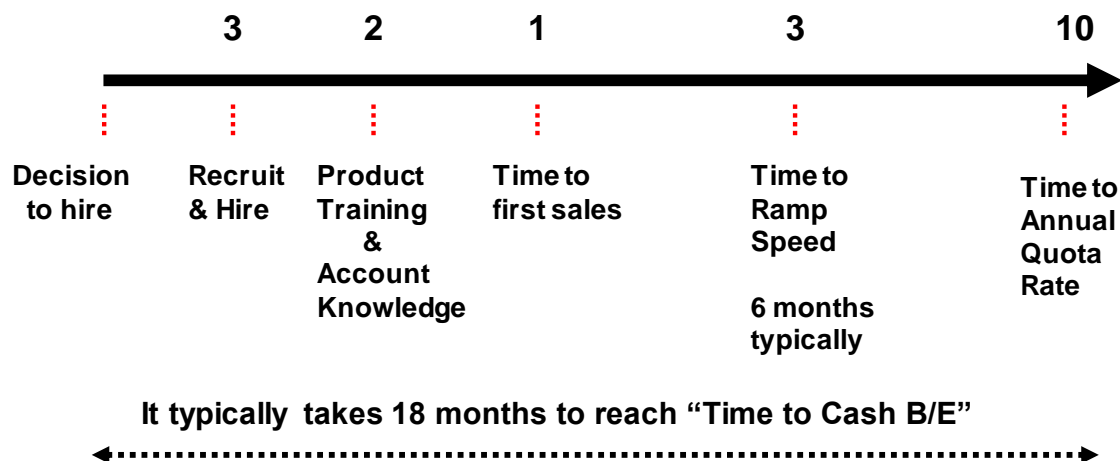 3 2 1 3 10
Decision
to hire
Recruit
& Hire
Product
Training
&
Account
Knowledge
Time to
first sales
Time to
Ramp
Speed
6 months
typically
Time to
Annual
Quota
Rate
It typically takes 18 months to reach “Time to Cash B/E”